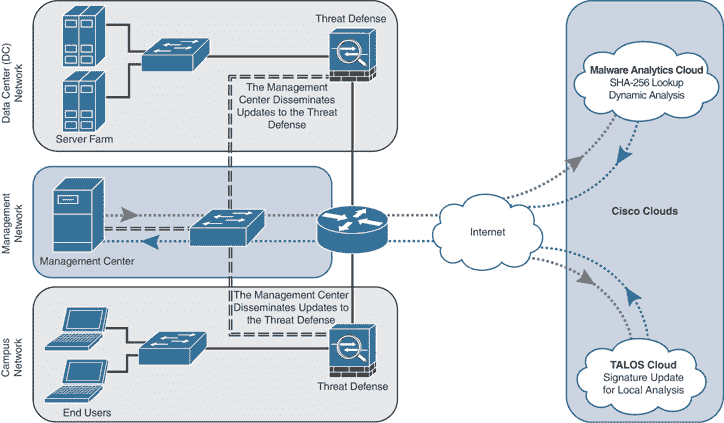 Data Center (DC)
Network
Server Farm
Threat Defense
The Management
Center Disseminates
Updates to the Threat
Defense
Management
Network
Management Center
Campus
Network
End Users
The Management Center
Disseminates Updates to
the Threat Defense
Threat Defense
Internet
Cisco Clouds
Malware Analytics Cloud
SHA-256 Lookup
Dynamic Analysis
TALOS Cloud
Signature Update
for Local Analysis